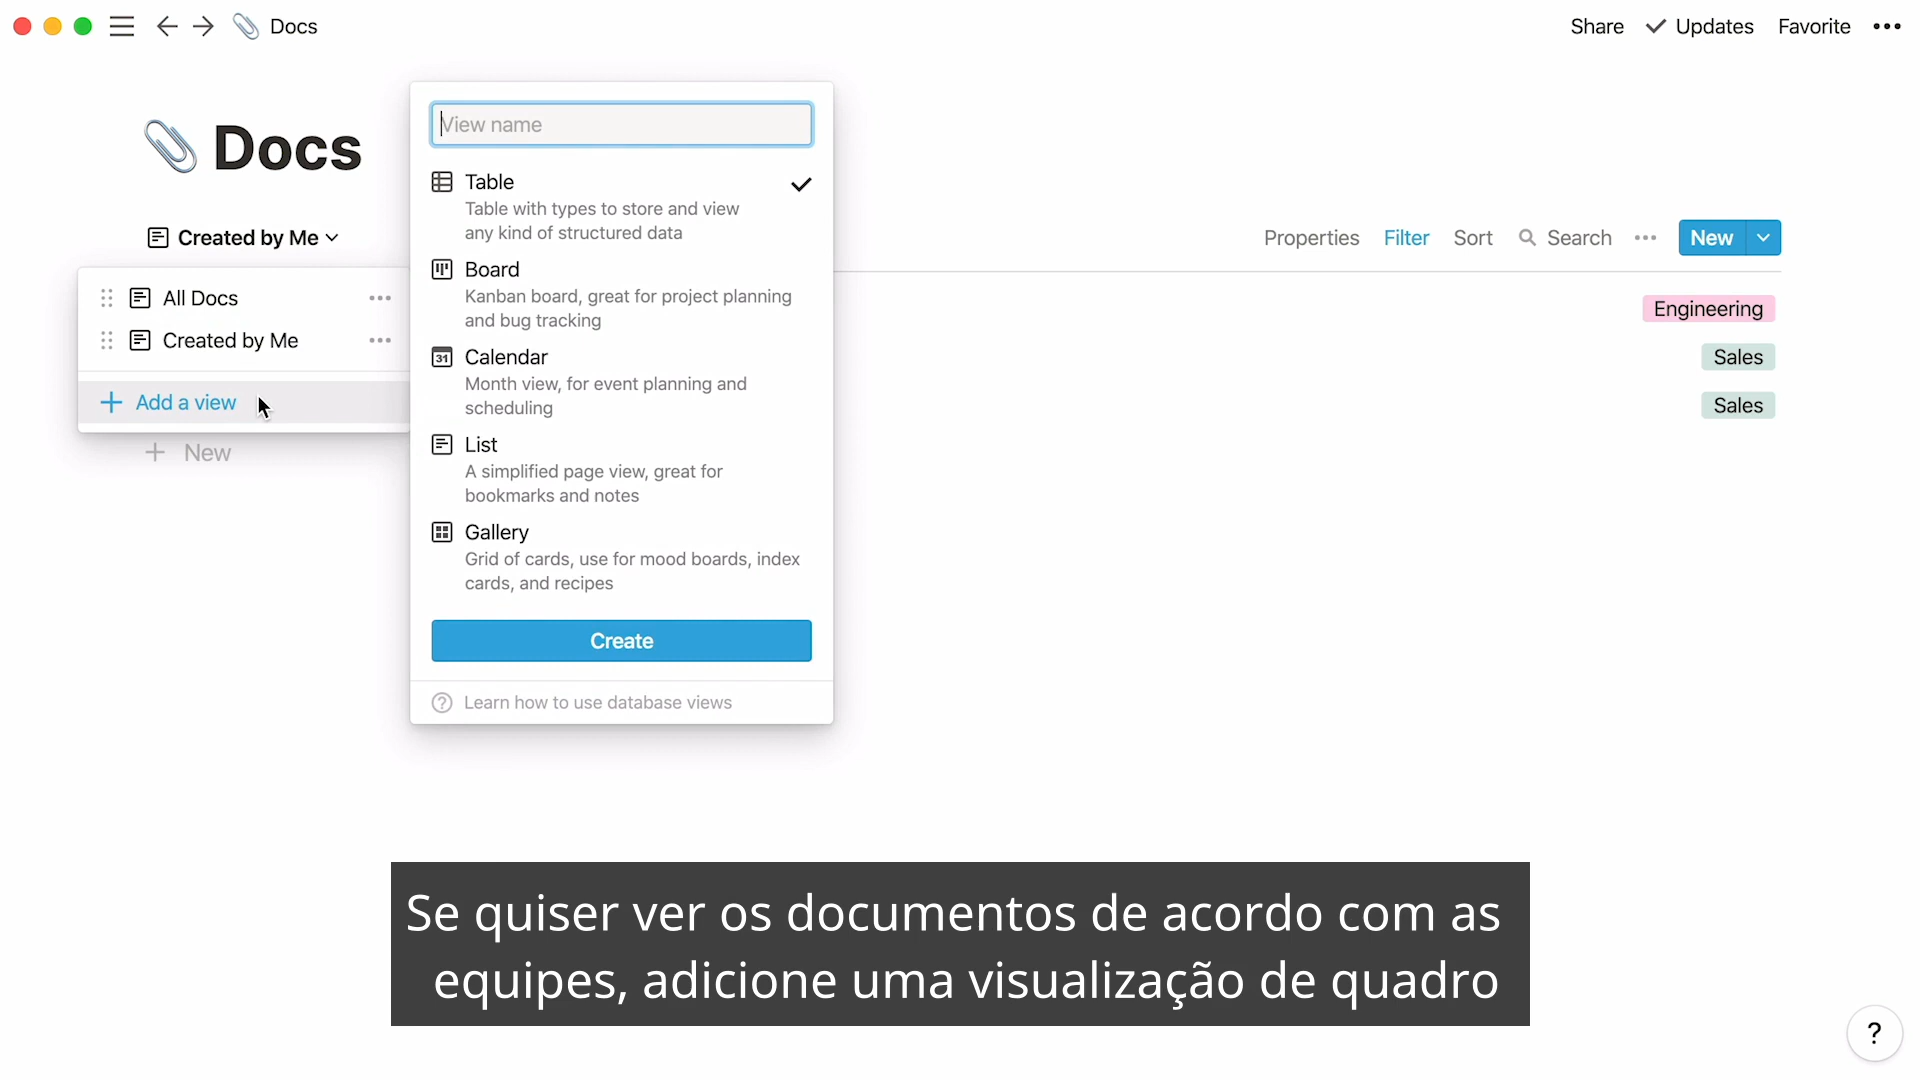 Docs
Share
Updates
Favorite
Docs
Created by Me
Properties
Filter
Sort
Search
New
All Docs
Created by Me
Add a view
New
View name
Table
Table with types to store and view
any kind of structured data
Board
Kanban board, great for project planning
and bug tracking
31
Calendar
Month view, for event planning and
scheduling
List
A simplified page view, great for
bookmarks and notes
Gallery
Grid of cards, use for mood boards, index
cards, and recipes
Create
? Learn how to use database views
Engineering
Sales
Sales
Se quiser ver os documentos de acordo com as
equipes, adicione uma visualização de quadro
?